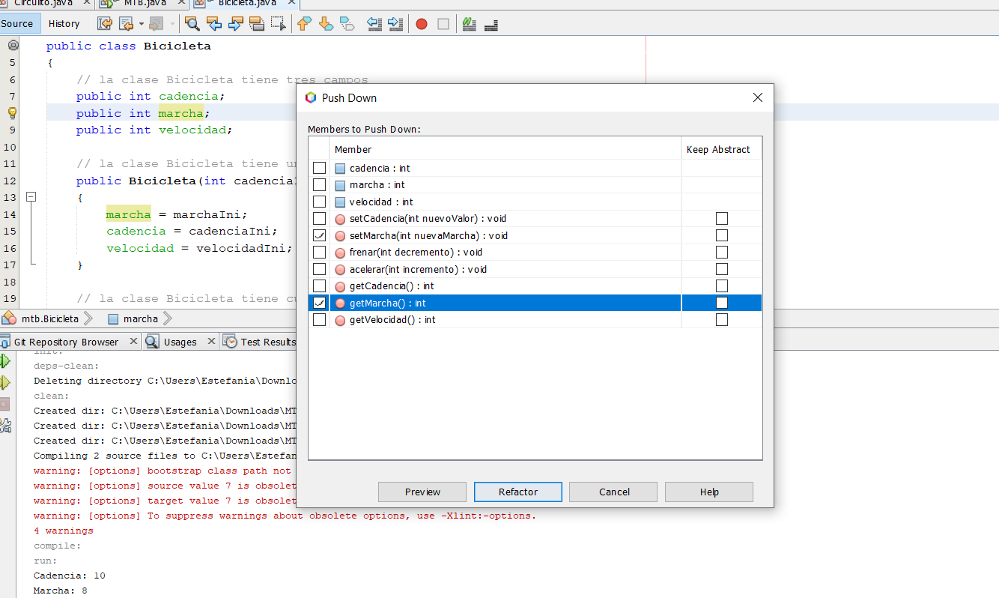 Circulito.java
MTB.java
Bicicleta.java
Source
History
public class Bicicleta
5 {
6 // la clase Bicicleta tiene tres campos
7 public int cadencia;
public int marcha;
9 public int velocidad;
10
11 // la clase Bicicleta tiene
12 public Bicicleta(int
13 {
14 marcha = marchaIni;
15 cadencia = cadenciaIni;
16 velocidad = velocidadIni;
17 }
18
19 // la clase Bicicleta tiene
mtb.Bicicleta
marcha
Git Repository Browser
Usages
Test Results
init:
deps-clean:
Deleting directory C:\Users\Estefanía\Downlo
clean:
Created dir: C:\Users\Estefanía\Downloads\MT
Created dir: C:\Users\Estefanía\Downloads\MT
Created dir: C:\Users\Estefanía\Downloads\MT
Compiling 2 source files to C:\Users\Estefan
warning: [options] bootstrap class path not
warning: [options] source value 7 is obsolet
warning: [options] target value 7 is obsolet
warning: [options] To suppress warnings about obsolete options, use -Xlint:-options.
4 warnings
compile:
run:
Cadencia: 10
Marcha: 8
Push Down
Members to Push Down:
Member
Keep Abstract
cadencia : int
marcha : int
velocidad : int
setCadencia(int nuevoValor) : void
setMarcha(int nuevaMarcha) : void
frenar(int decremento) : void
acelerar(int incremento) : void
getCadencia() : int
getMarcha() : int
getVelocidad() : int
Preview
Refactor
Cancel
Help